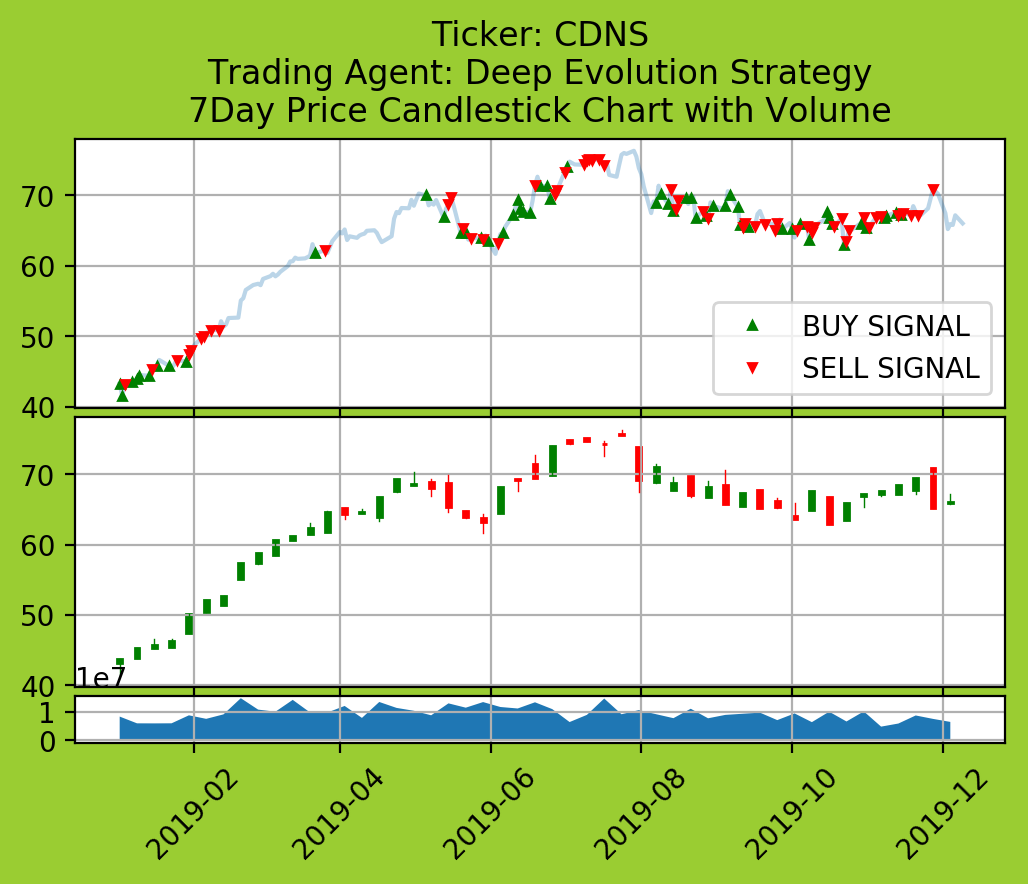 Ticker: CDNS
Trading Agent: Deep Evolution Strategy
7Day Price Candlestick Chart with Volume
70
60
50
40
BUY SIGNAL
SELL SIGNAL
70
60
50
40
1e7
1
0
2019-02
2019-04
2019-06
2019-08
2019-10
2019-12